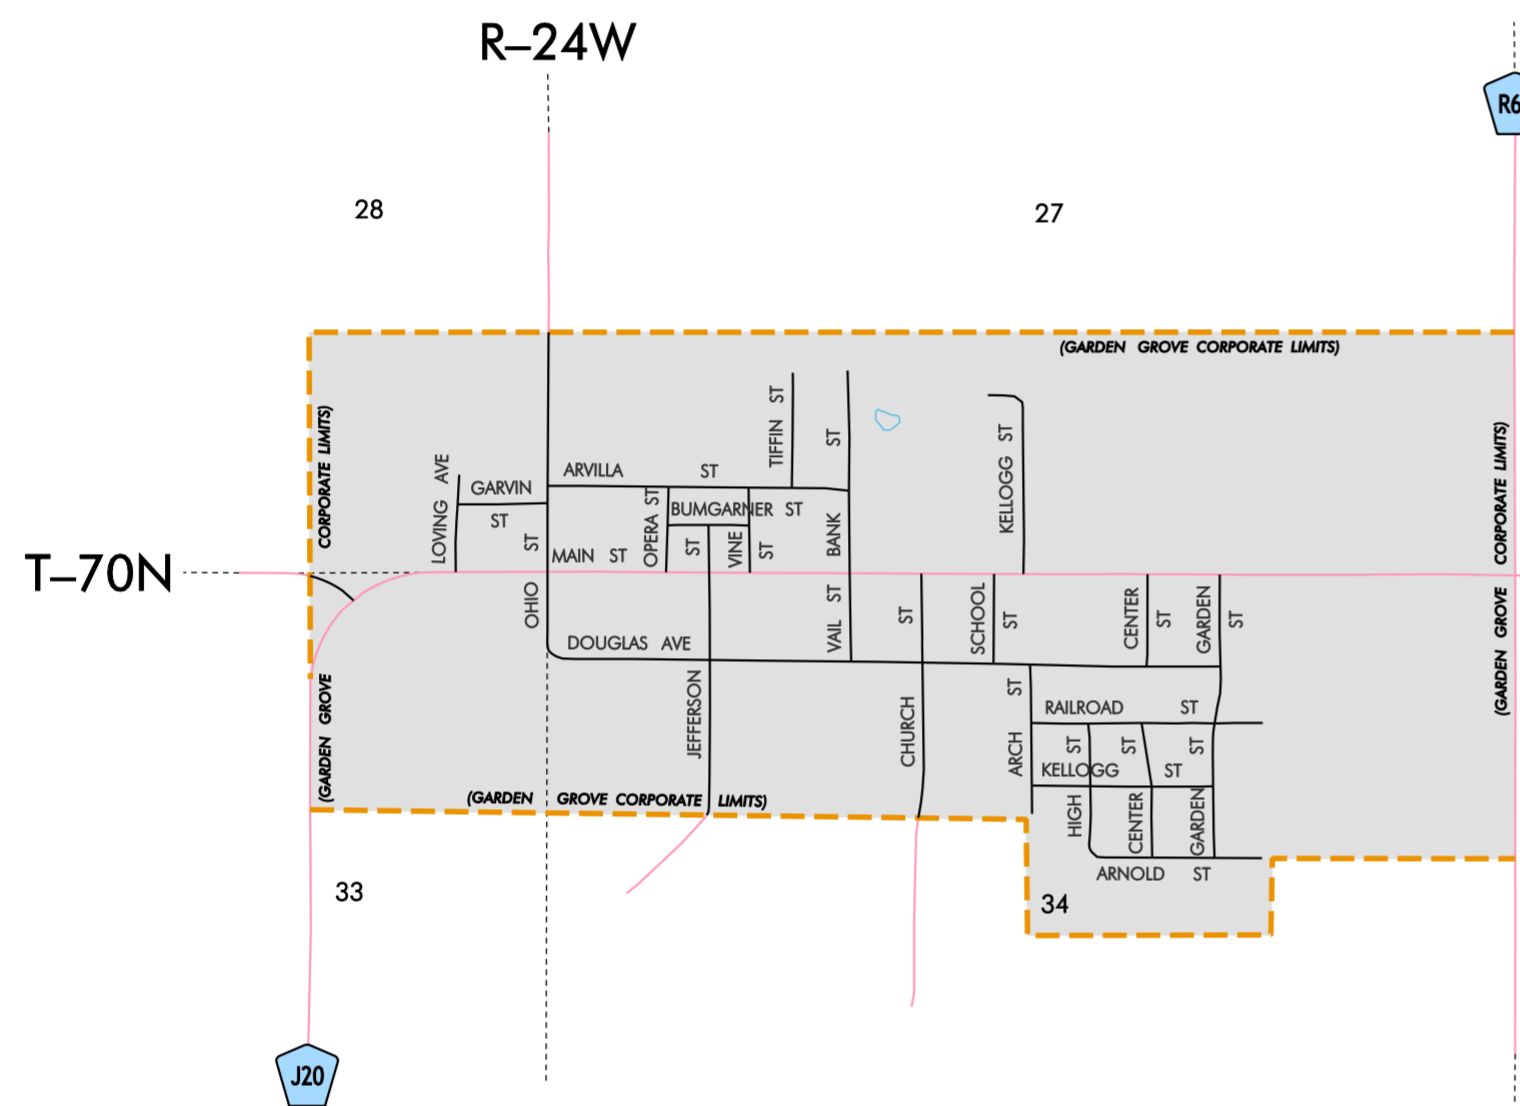 R–24W
R6
28
27
(GARDEN GROVE CORPORATE LIMITS)
TIFFIN ST
BANK ST
KELLOGG ST
(GARDEN GROVE CORPORATE LIMITS)
(GARDEN GROVE CORPORATE LIMITS)
LOVING AVE
GARVIN ST
ARVILLA ST
OPERA ST
BUMGARNER ST
VINE ST
OHIO ST
MAIN ST
T–70N
VAIL ST
SCHOOL ST
CENTER ST
GARDEN ST
DOUGLAS AVE
JEFFERSON ST
CHURCH ST
ARCH ST
RAILROAD ST
KELLOGG ST
HIGH ST
CENTER ST
GARDEN ST
(GARDEN GROVE CORPORATE LIMITS)
ARNOLD ST
33
34
J20